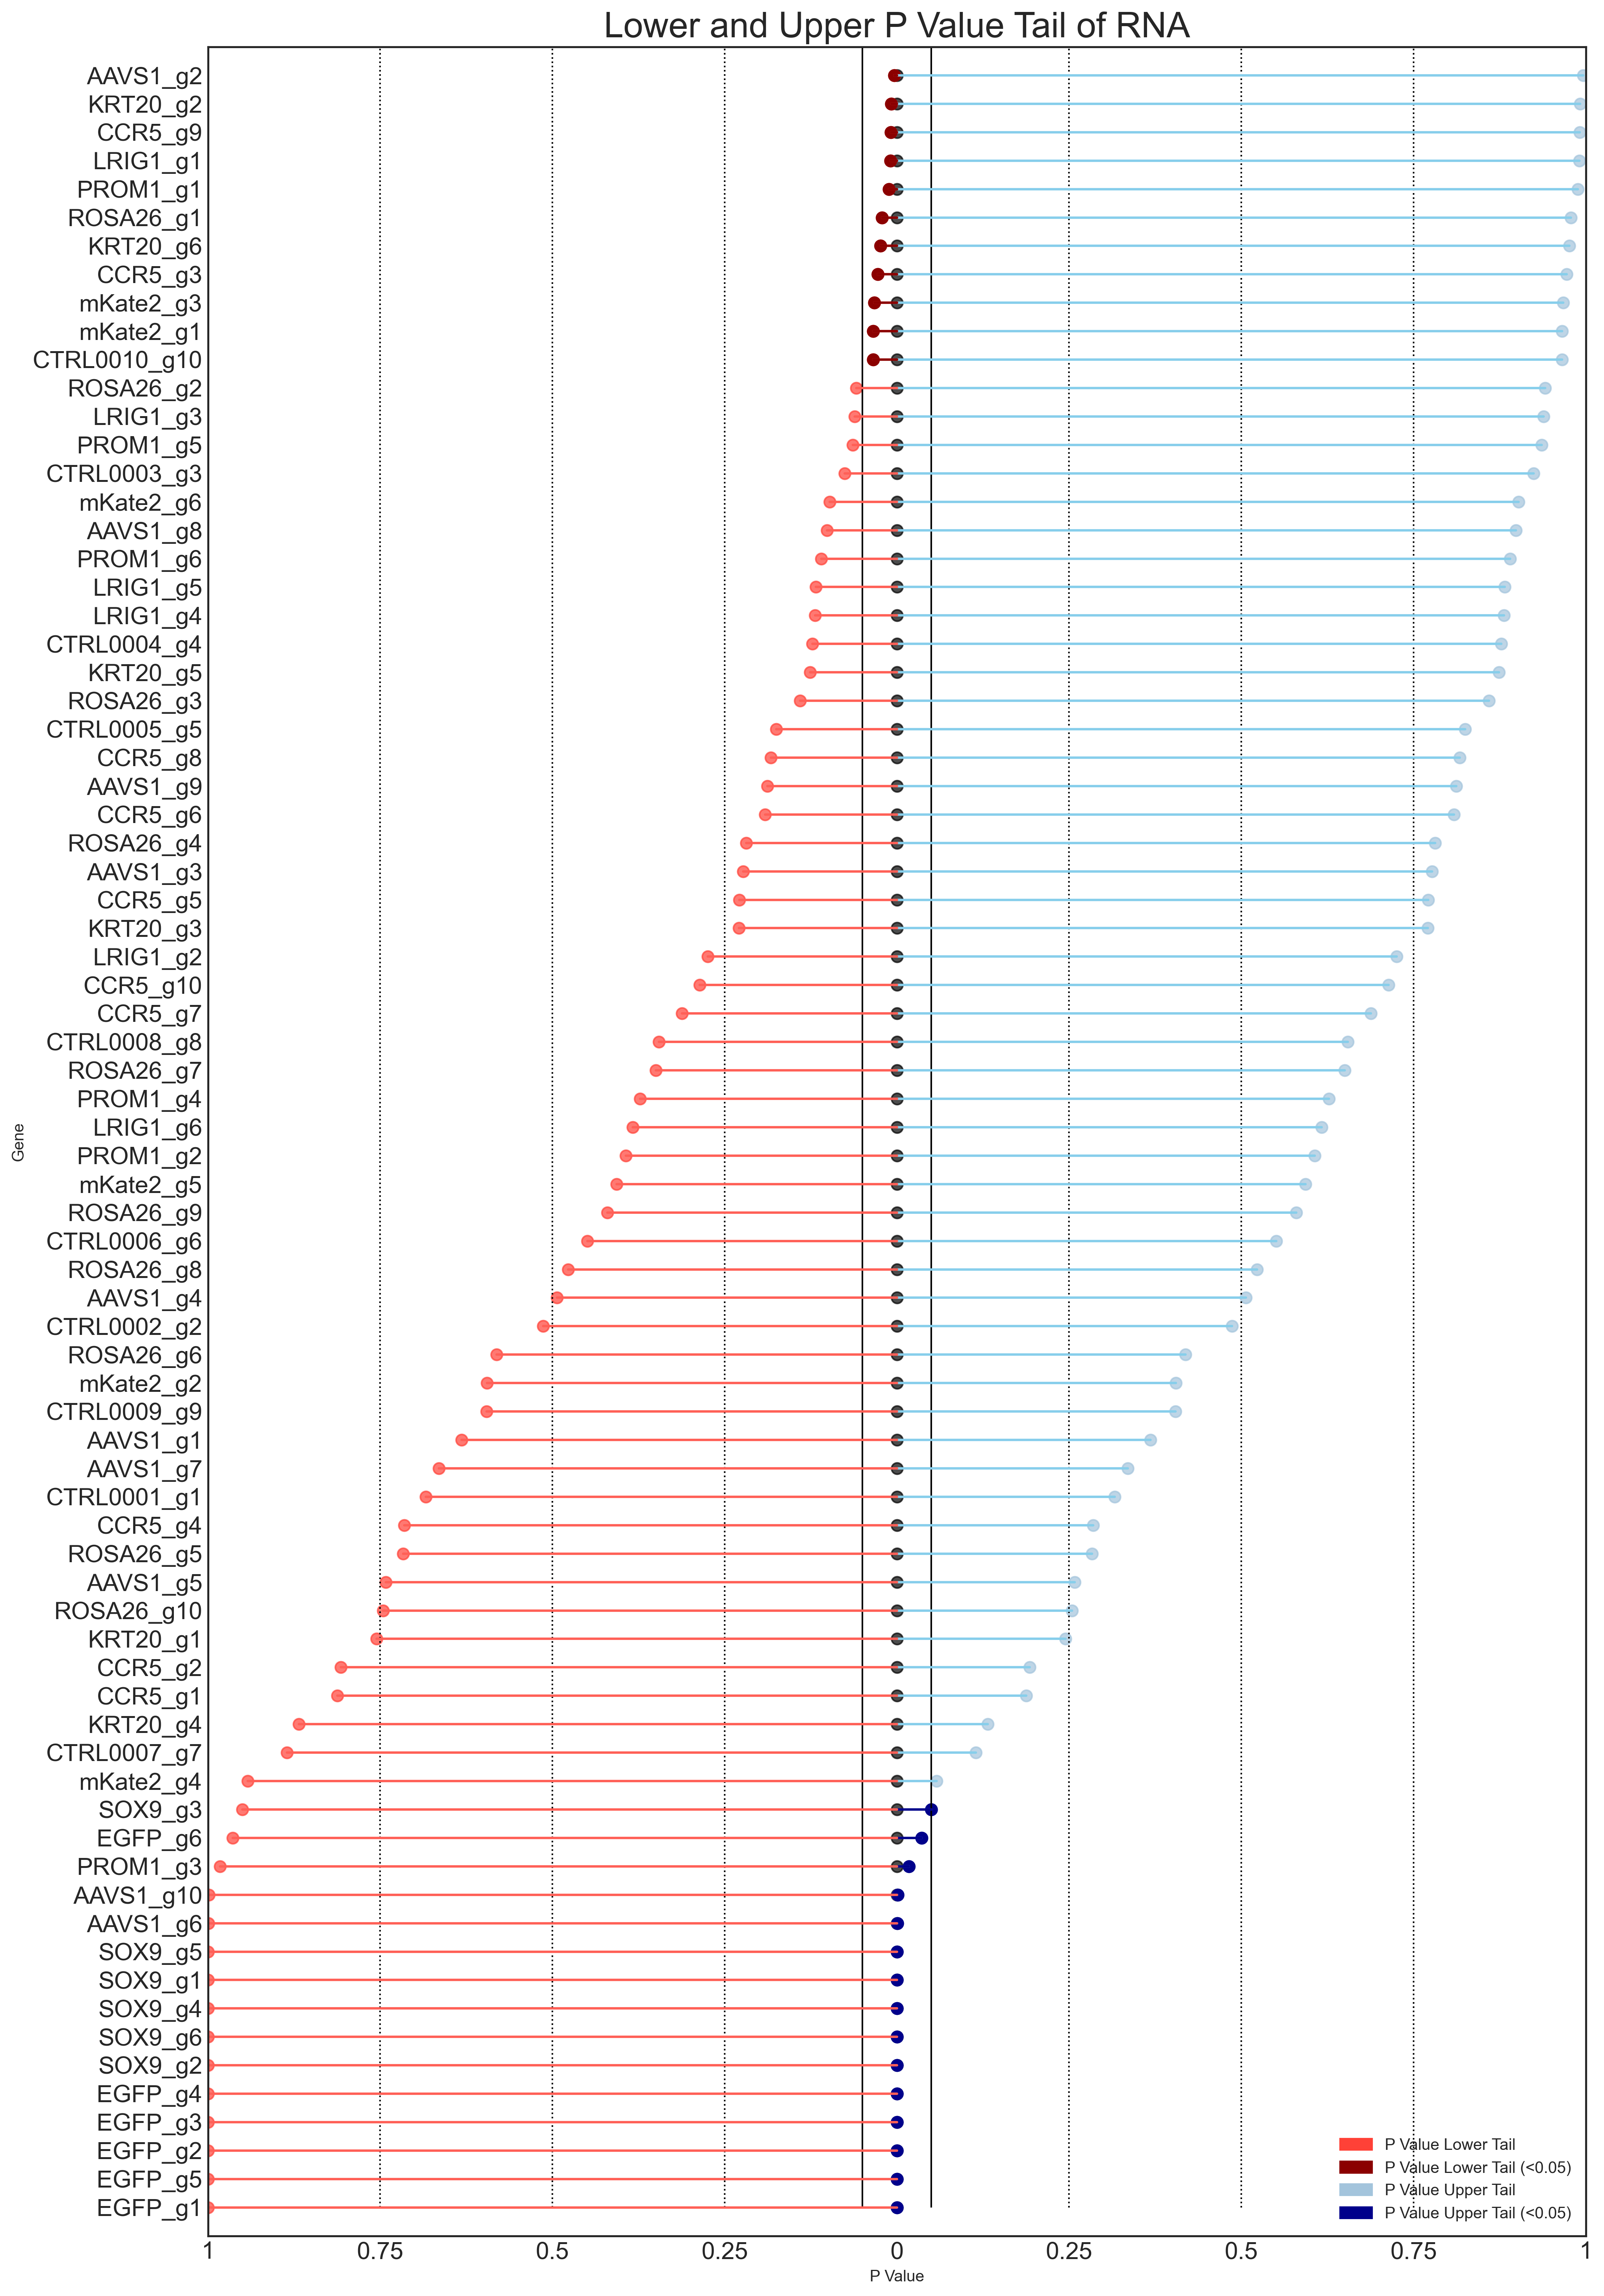 Lower and Upper P Value Tail of RNA
AAVS1_g2
KRT20_g2
CCR5_g9
LRIG1_g1
PROM1_g1
ROSA26_g1
KRT20_g6
CCR5_g3
mKate2_g3
mKate2_g1
CTRL0010_g10
ROSA26_g2
LRIG1_g3
PROM1_g5
CTRL0003_g3
mKate2_g6
AAVS1_g8
PROM1_g6
LRIG1_g5
LRIG1_g4
CTRL0004_g4
KRT20_g5
ROSA26_g3
CTRL0005_g5
CCR5_g8
AAVS1_g9
CCR5_g6
ROSA26_g4
AAVS1_g3
CCR5_g5
KRT20_g3
LRIG1_g2
CCR5_g10
CCR5_g7
CTRL0008_g8
ROSA26_g7
PROM1_g4
LRIG1_g6
PROM1_g2
mKate2_g5
ROSA26_g9
CTRL0006_g6
ROSA26_g8
AAVS1_g4
CTRL0002_g2
ROSA26_g6
mKate2_g2
CTRL0009_g9
AAVS1_g1
AAVS1_g7
CTRL0001_g1
CCR5_g4
ROSA26_g5
AAVS1_g5
ROSA26_g10
KRT20_g1
CCR5_g2
CCR5_g1
KRT20_g4
CTRL0007_g7
mKate2_g4
SOX9_g3
EGFP_g6
PROM1_g3
AAVS1_g10
AAVS1_g6
SOX9_g5
SOX9_g1
SOX9_g4
SOX9_g6
SOX9_g2
EGFP_g4
EGFP_g3
EGFP_g2
EGFP_g5
EGFP_g1
Gene
P Value Lower Tail
P Value Lower Tail (<0.05)
P Value Upper Tail
P Value Upper Tail (<0.05)
1 0.75 0.5 0.25 0 0.25 0.5 0.75 1
P Value